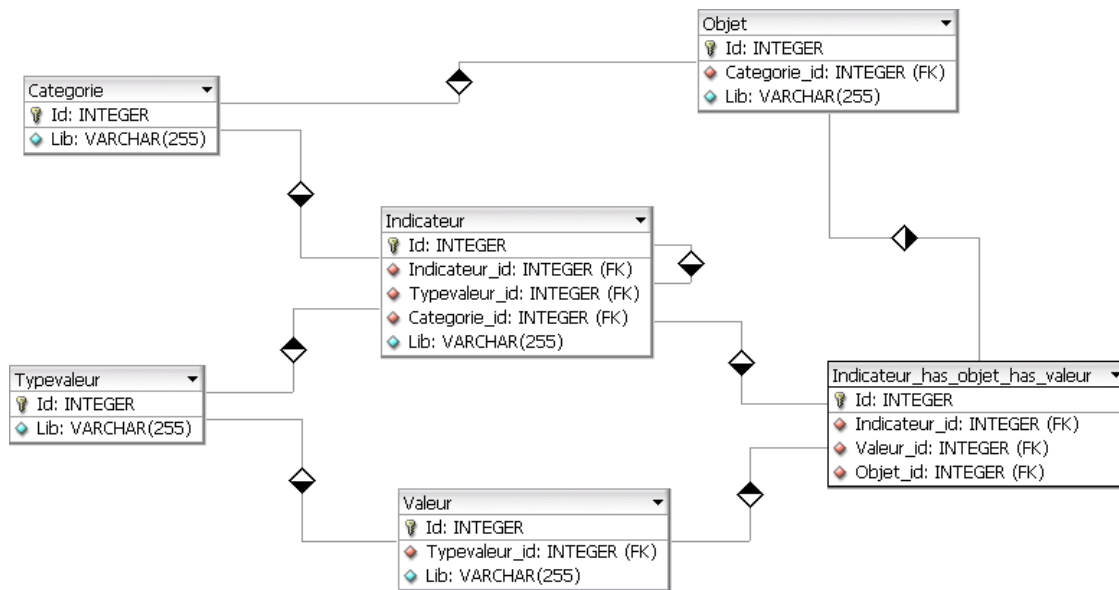 Objet
Id: INTEGER
Categorie_id: INTEGER (FK)
Lib: VARCHAR(255)
Categorie
Id: INTEGER
Lib: VARCHAR(255)
Indicateur
Id: INTEGER
Indicateur_id: INTEGER (FK)
Typevaleur_id: INTEGER (FK)
Categorie_id: INTEGER (FK)
Lib: VARCHAR(255)
Typevaleur
Id: INTEGER
Lib: VARCHAR(255)
Indicateur_has_objet_has_valeur
Id: INTEGER
Indicateur_id: INTEGER (FK)
Valeur_id: INTEGER (FK)
Objet_id: INTEGER (FK)
Valeur
Id: INTEGER
Typevaleur_id: INTEGER (FK)
Lib: VARCHAR(255)